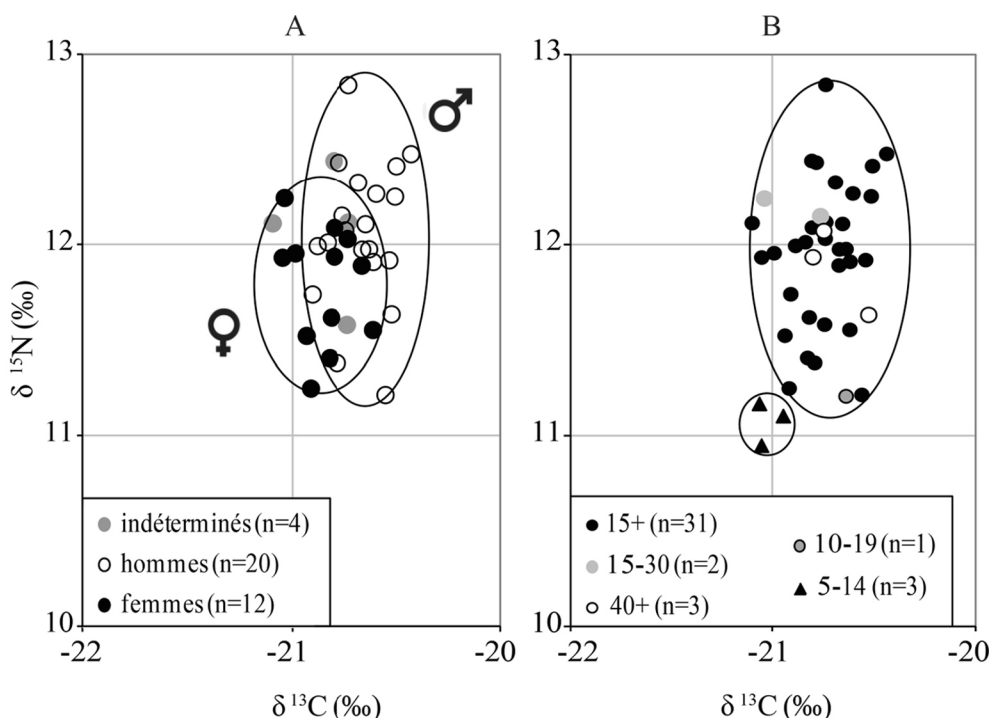 A
13
12
11
10
-22
-21
-20
δ ¹⁵N (‰)
δ ¹³C (‰)
♂
♀
indéterminés (n=4)
hommes (n=20)
femmes (n=12)
B
13
12
11
10
-22
-21
-20
δ ¹³C (‰)
15+ (n=31)
15-30 (n=2)
40+ (n=3)
10-19 (n=1)
5-14 (n=3)